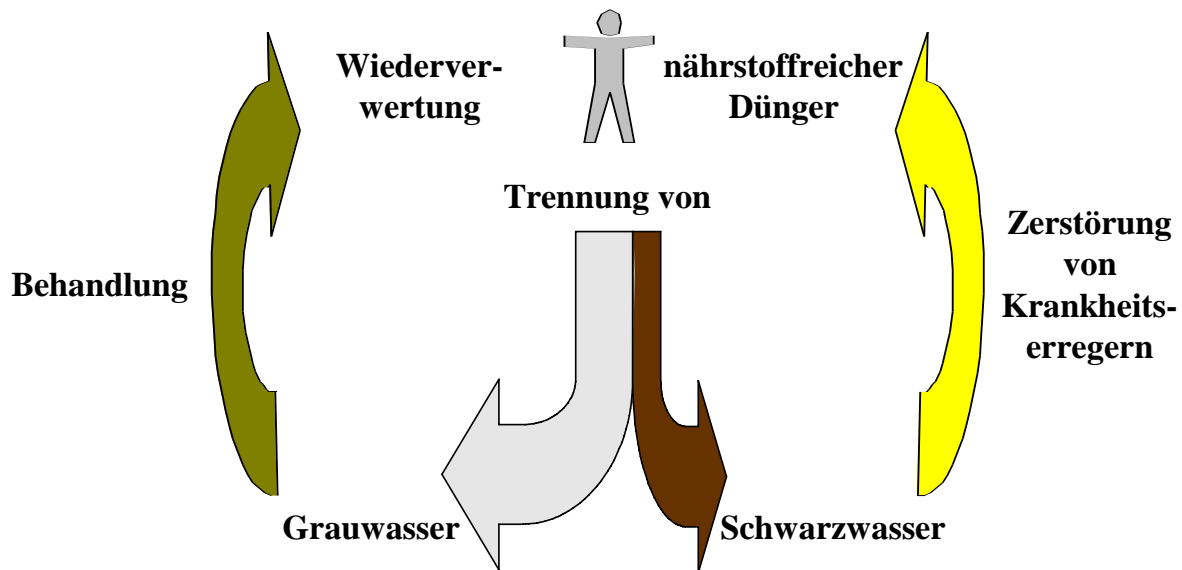 Wiederver-
wertung
nährstoffreicher
Dünger
Trennung von
Behandlung
Zerstörung
von
Krankheits-
erregern
Grauwasser
Schwarzwasser